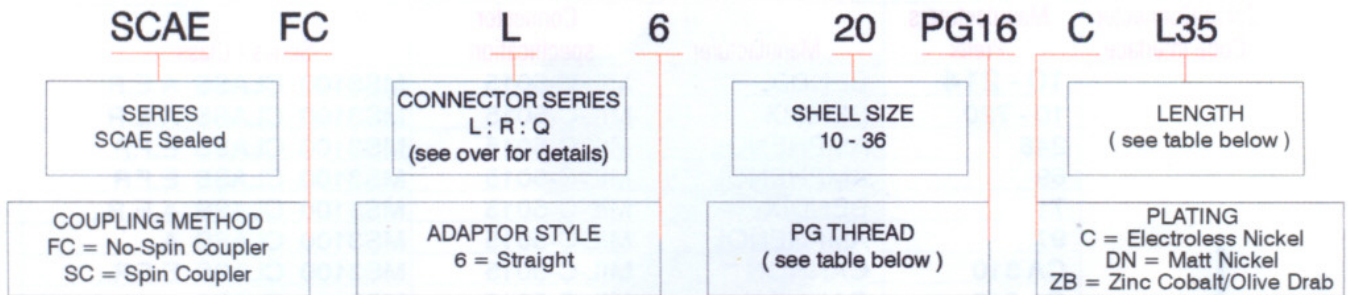 SCAE FC L 6 20 PG16 C L35
SERIES
SCAE Sealed
CONNECTOR SERIES
L : R : Q
(see over for details)
SHELL SIZE
10 - 36
LENGTH
( see table below )
COUPLING METHOD
FC = No-Spin Coupler
SC = Spin Coupler
ADAPTOR STYLE
6 = Straight
PG THREAD
( see table below )
PLATING
C = Electroless Nickel
DN = Matt Nickel
ZB = Zinc Cobalt/Olive Drab